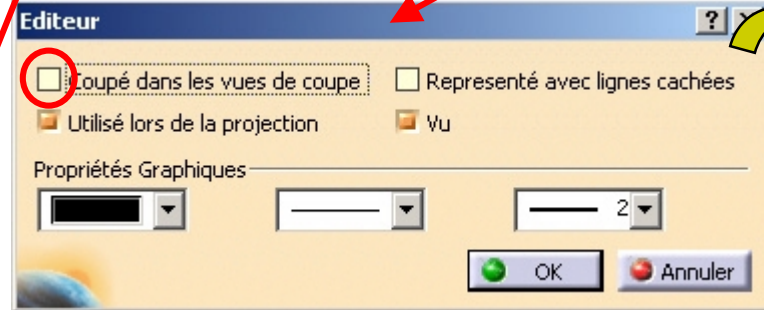 Editeur ? X
Coupé dans les vues de coupe Representé avec lignes cachées
Utilisé lors de la projection Vu
Propriétés Graphiques
2
OK Annuler